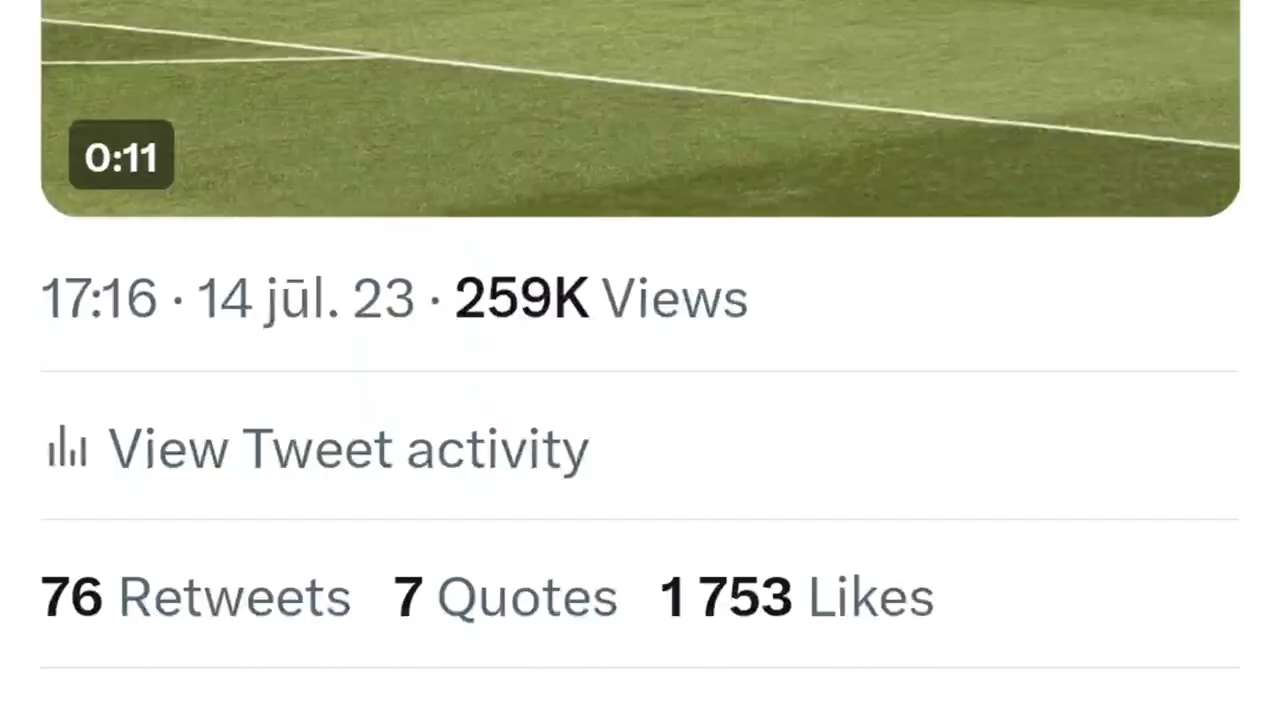 0:11
17:16 · 14 jūl. 23 · 259K Views
View Tweet activity
76 Retweets 7 Quotes 1 753 Likes